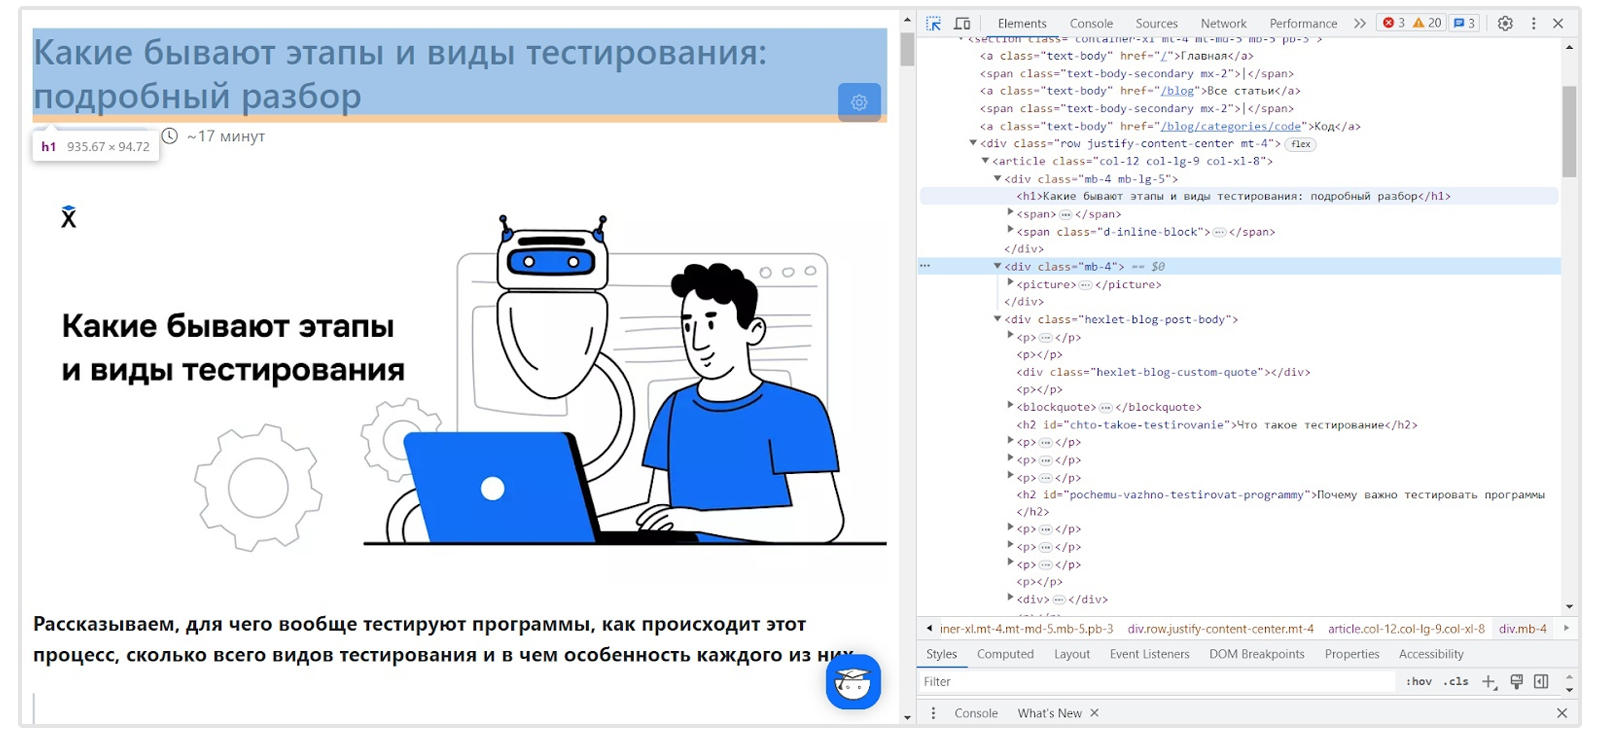 Какие бывают этапы и виды тестирования:
подробный разбор
h1 935.67 × 94.72
~17 минут
Какие бывают этапы
и виды тестирования
Рассказываем, для чего вообще тестируют программы, как происходит этот
процесс, сколько всего видов тестирования и в чем особенность каждого из них
Elements Console Sources Network Performance 3 20 3
<section class="container-xl mt-4 mt-md-5 mb-5 pb-3">
<a class="text-body" href="/">Главная</a>
<span class="text-body-secondary mx-2">|</span>
<a class="text-body" href="/blog">Все статьи</a>
<span class="text-body-secondary mx-2">|</span>
<a class="text-body" href="/blog/categories/code">Код</a>
<div class="row justify-content-center mt-4"> flex
<article class="col-12 col-lg-9 col-xl-8">
<div class="mb-4 mb-lg-5">
<h1>Какие бывают этапы и виды тестирования: подробный разбор</h1>
<span>…</span>
<span class="d-inline-block">…</span>
</div>
… <div class="mb-4"> == $0
<picture>…</picture>
</div>
<div class="hexlet-blog-post-body">
<p>…</p>
<p></p>
<div class="hexlet-blog-custom-quote"></div>
<p></p>
<blockquote>…</blockquote>
<h2 id="chto-takoe-testirovanie">Что такое тестирование</h2>
<p>…</p>
<p>…</p>
<p>…</p>
<h2 id="pochemu-vazhno-testirovat-programmy">Почему важно тестировать программы
</h2>
<p>…</p>
<p>…</p>
<p>…</p>
<p></p>
<div>…</div>
iner-xl.mt-4.mt-md-5.mb-5.pb-3 div.row.justify-content-center.mt-4 article.col-12.col-lg-9.col-xl-8 div.mb-4
Styles Computed Layout Event Listeners DOM Breakpoints Properties Accessibility
Filter :hov .cls
Console What's New